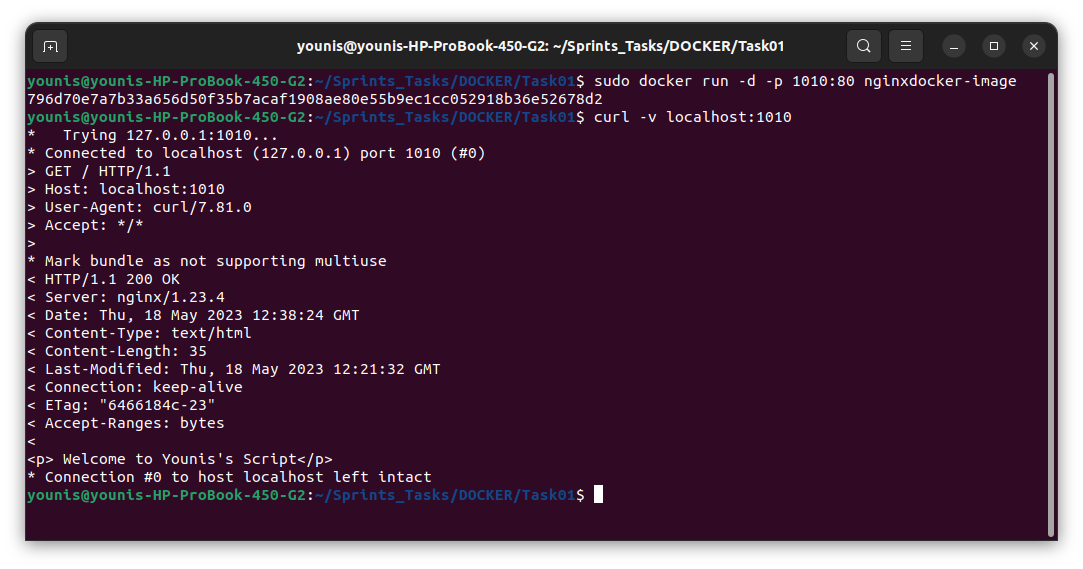 younis@younis-HP-ProBook-450-G2: ~/Sprints_Tasks/DOCKER/Task01
younis@younis-HP-ProBook-450-G2:~/Sprints_Tasks/DOCKER/Task01$ sudo docker run -d -p 1010:80 nginxdocker-image
796d70e7a7b33a656d50f35b7acaf1908ae80e55b9ec1cc052918b36e52678d2
younis@younis-HP-ProBook-450-G2:~/Sprints_Tasks/DOCKER/Task01$ curl -v localhost:1010
*   Trying 127.0.0.1:1010...
* Connected to localhost (127.0.0.1) port 1010 (#0)
> GET / HTTP/1.1
> Host: localhost:1010
> User-Agent: curl/7.81.0
> Accept: */*
>
* Mark bundle as not supporting multiuse
< HTTP/1.1 200 OK
< Server: nginx/1.23.4
< Date: Thu, 18 May 2023 12:38:24 GMT
< Content-Type: text/html
< Content-Length: 35
< Last-Modified: Thu, 18 May 2023 12:21:32 GMT
< Connection: keep-alive
< ETag: "6466184c-23"
< Accept-Ranges: bytes
<
<p> Welcome to Younis's Script</p>
* Connection #0 to host localhost left intact
younis@younis-HP-ProBook-450-G2:~/Sprints_Tasks/DOCKER/Task01$